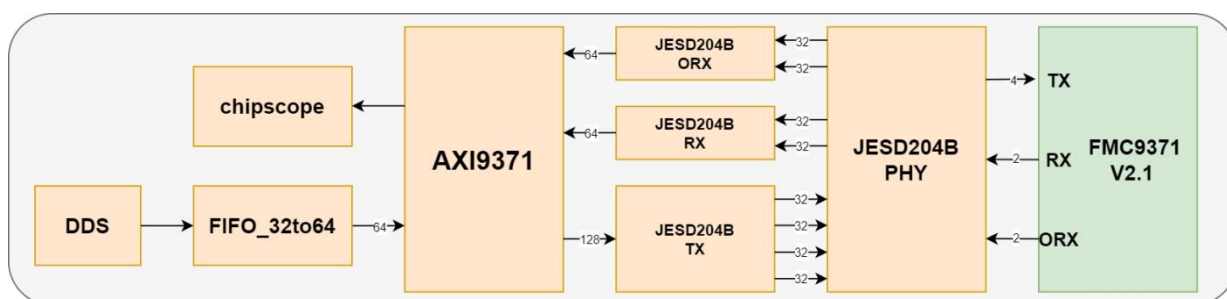 JESD204B
ORX
64
32
32
chipscope
AXI9371
JESD204B
RX
64
32
32
JESD204B
PHY
4
TX
2
RX
FMC9371
V2.1
DDS
FIFO_32to64
64
128
JESD204B
TX
32
32
32
32
2
ORX